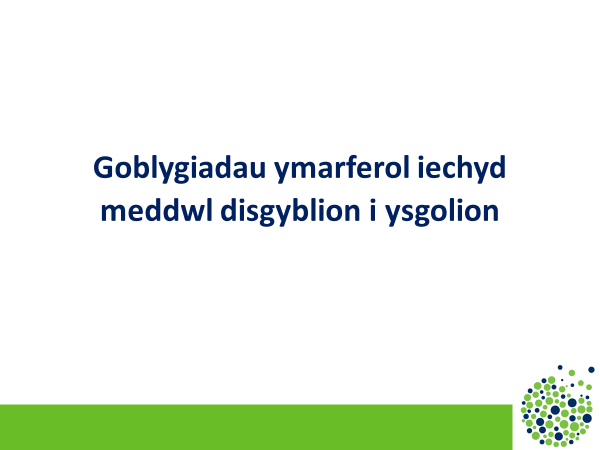 Goblygiadau ymarferol iechyd
meddwl disgyblion i ysgolion